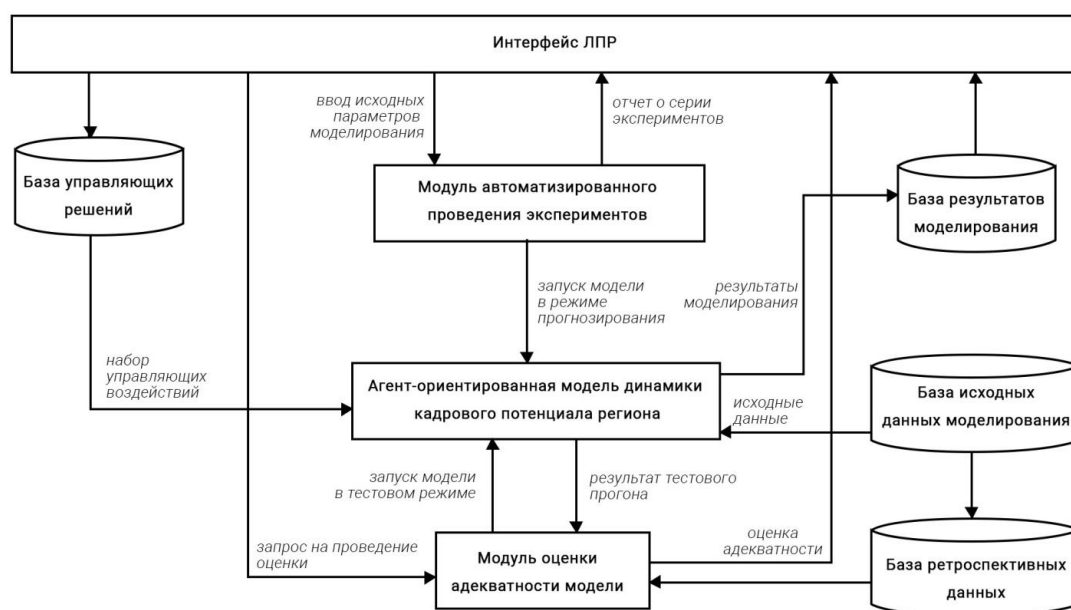 Интерфейс ЛПР
ввод исходных
параметров
моделирования
отчет о серии
экспериментов
База управляющих
решений
Модуль автоматизированного
проведения экспериментов
База результатов
моделирования
запуск модели
в режиме
прогнозирования
результаты
моделирования
набор
управляющих
воздействий
Агент-ориентированная модель динамики
кадрового потенциала региона
исходные
данные
База исходных
данных моделирования
запуск модели
в тестовом режиме
результат тестового
прогона
запрос на проведение
оценки
Модуль оценки
адекватности модели
оценка
адекватности
База ретроспективных
данных